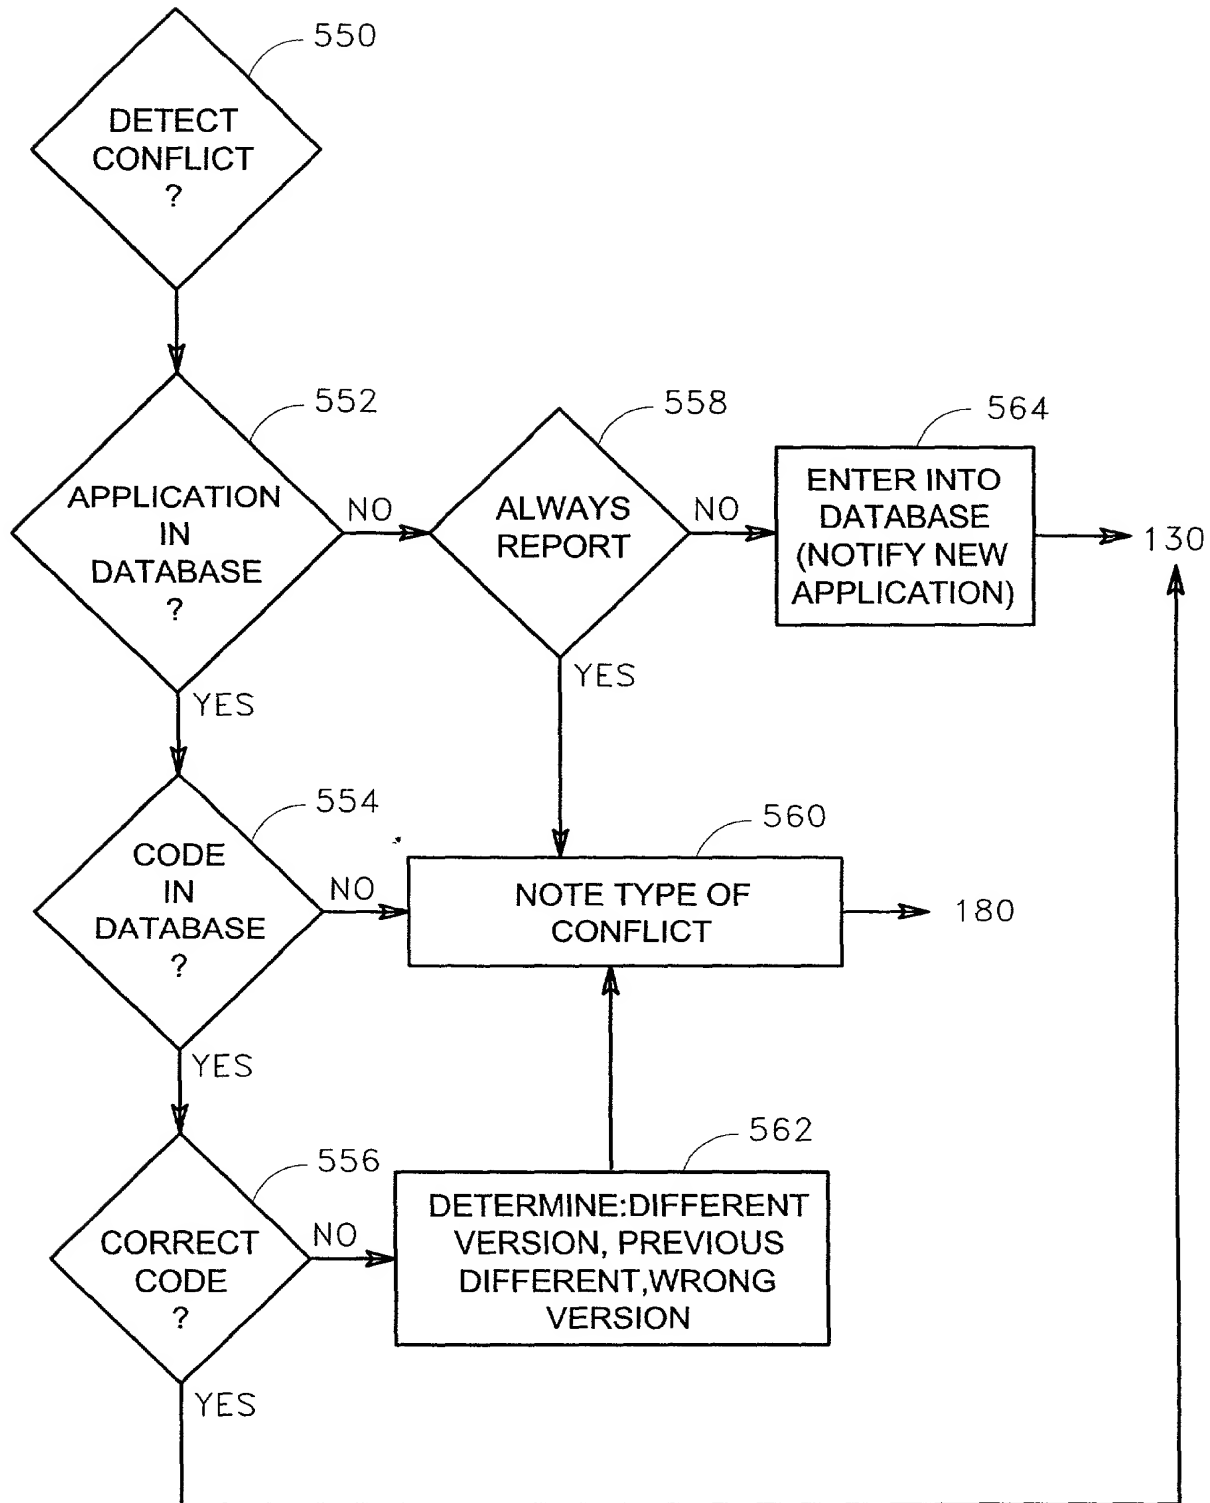 550
DETECT
CONFLICT
?
552
APPLICATION
IN
DATABASE
?
NO
YES
558
ALWAYS
REPORT
NO
YES
564
ENTER INTO
DATABASE
(NOTIFY NEW
APPLICATION)
130
554
CODE
IN
DATABASE
?
NO
YES
560
NOTE TYPE OF
CONFLICT
180
556
CORRECT
CODE
?
NO
YES
562
DETERMINE:DIFFERENT
VERSION, PREVIOUS
DIFFERENT,WRONG
VERSION